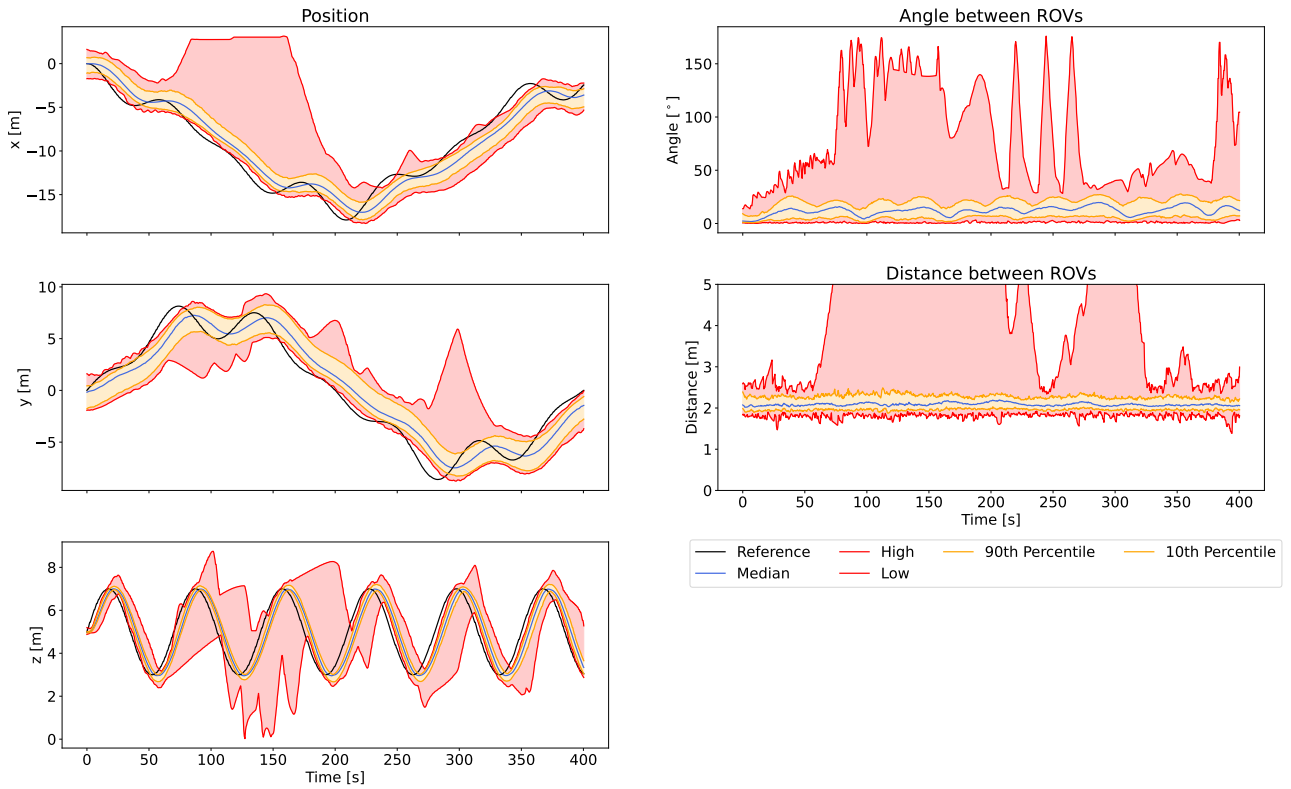 Position
0
−5
−10
−15
x [m]
10
5
0
−5
y [m]
8
6
4
2
0
z [m]
0 50 100 150 200 250 300 350 400
Time [s]
Angle between ROVs
150
100
50
0
Angle [°]
Distance between ROVs
5
4
3
2
1
0
Distance [m]
0 50 100 150 200 250 300 350 400
Time [s]
Reference High 90th Percentile 10th Percentile
Median Low